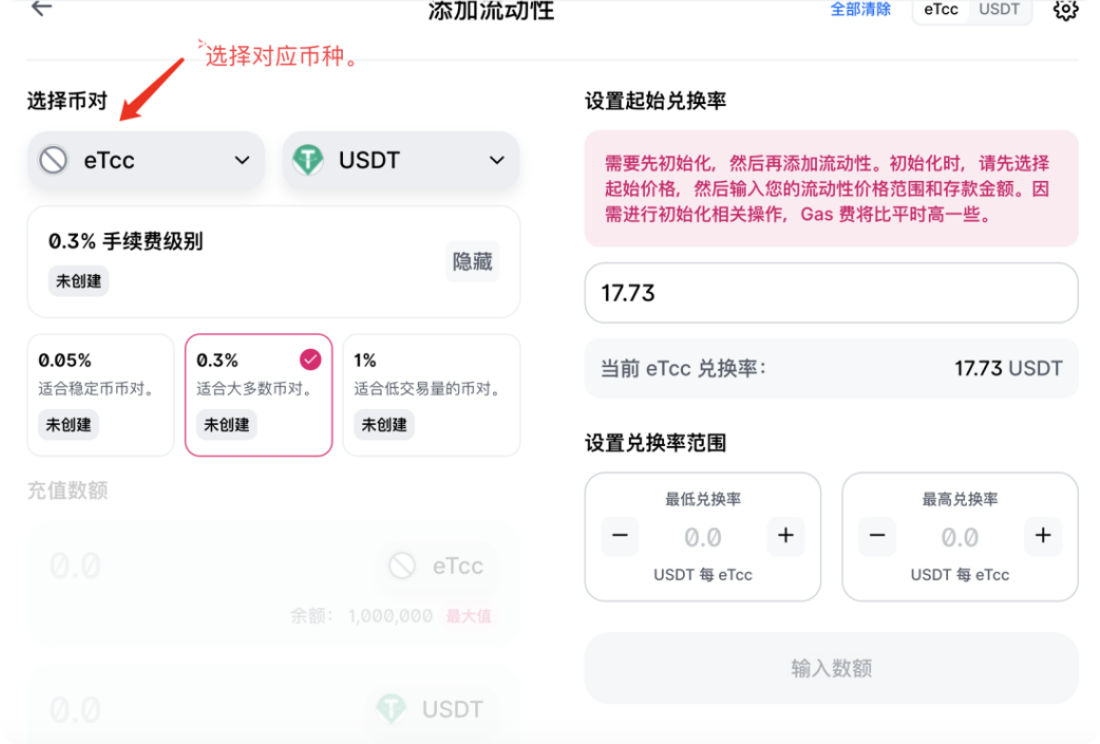 添加流动性
全部清除
eTcc USDT
选择对应币种。
选择币对
eTcc
USDT
0.3% 手续费级别
未创建
隐藏
0.05%
适合稳定币币对。
未创建
0.3%
适合大多数币对。
未创建
1%
适合低交易量的币对。
未创建
充值数额
0.0
eTcc
余额: 1,000,000 最大值
0.0
USDT
设置起始兑换率
需要先初始化，然后再添加流动性。初始化时，请先选择
起始价格，然后输入您的流动性价格范围和存款金额。因
需进行初始化相关操作，Gas 费将比平时高一些。
17.73
当前 eTcc 兑换率:
17.73 USDT
设置兑换率范围
最低兑换率
0.0
USDT 每 eTcc
最高兑换率
0.0
USDT 每 eTcc
输入数额